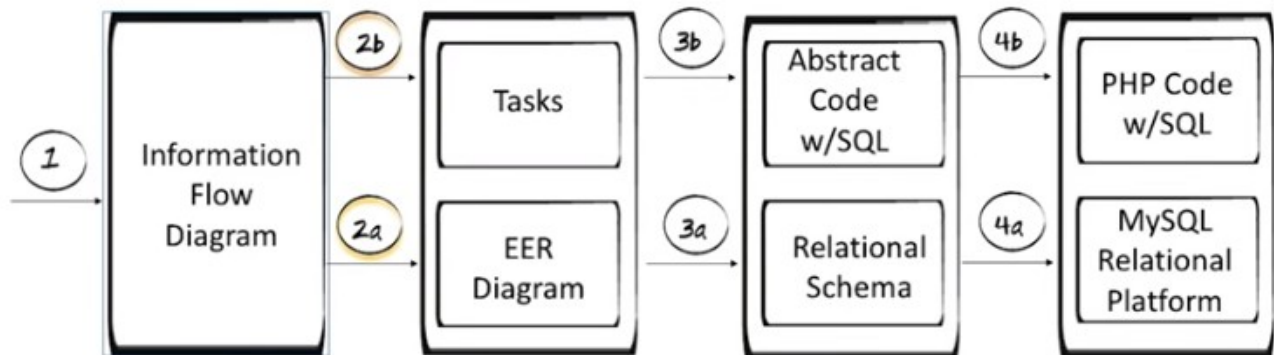 1
Information
Flow
Diagram
2b
2a
Tasks
EER
Diagram
3b
3a
Abstract
Code
w/SQL
Relational
Schema
4b
4a
PHP Code
w/SQL
MySQL
Relational
Platform